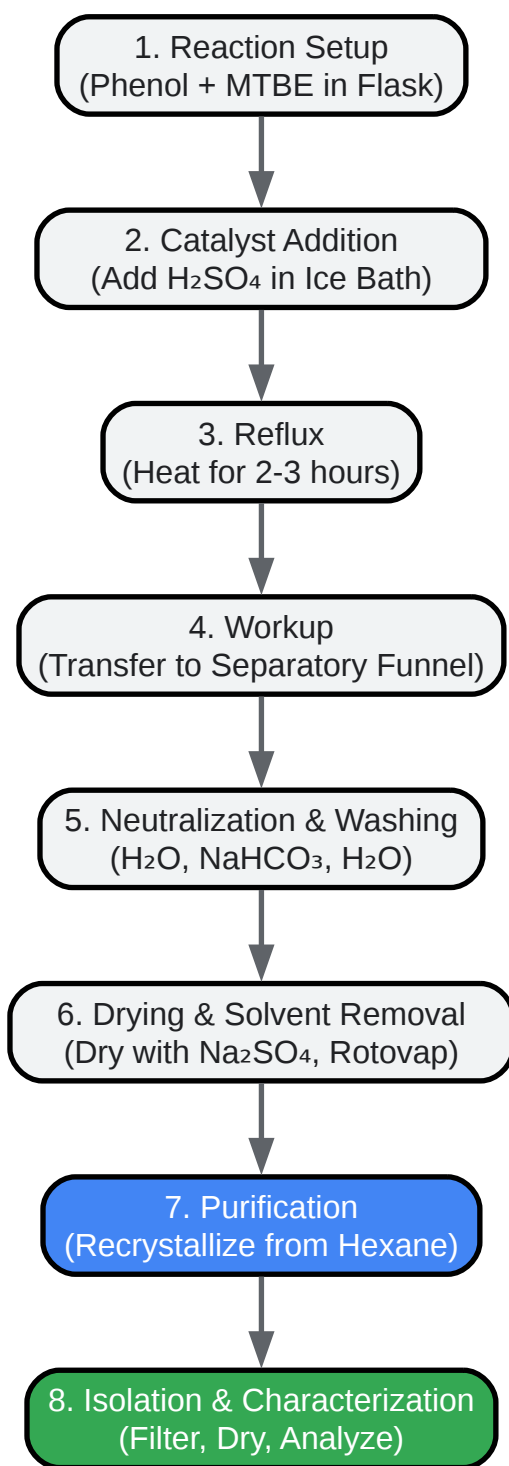 1. Reaction Setup
(Phenol + MTBE in Flask)
2. Catalyst Addition
(Add H₂SO₄ in Ice Bath)
3. Reflux
(Heat for 2-3 hours)
4. Workup
(Transfer to Separatory Funnel)
5. Neutralization & Washing
(H₂O, NaHCO₃, H₂O)
6. Drying & Solvent Removal
(Dry with Na₂SO₄, Rotovap)
7. Purification
(Recrystallize from Hexane)
8. Isolation & Characterization
(Filter, Dry, Analyze)